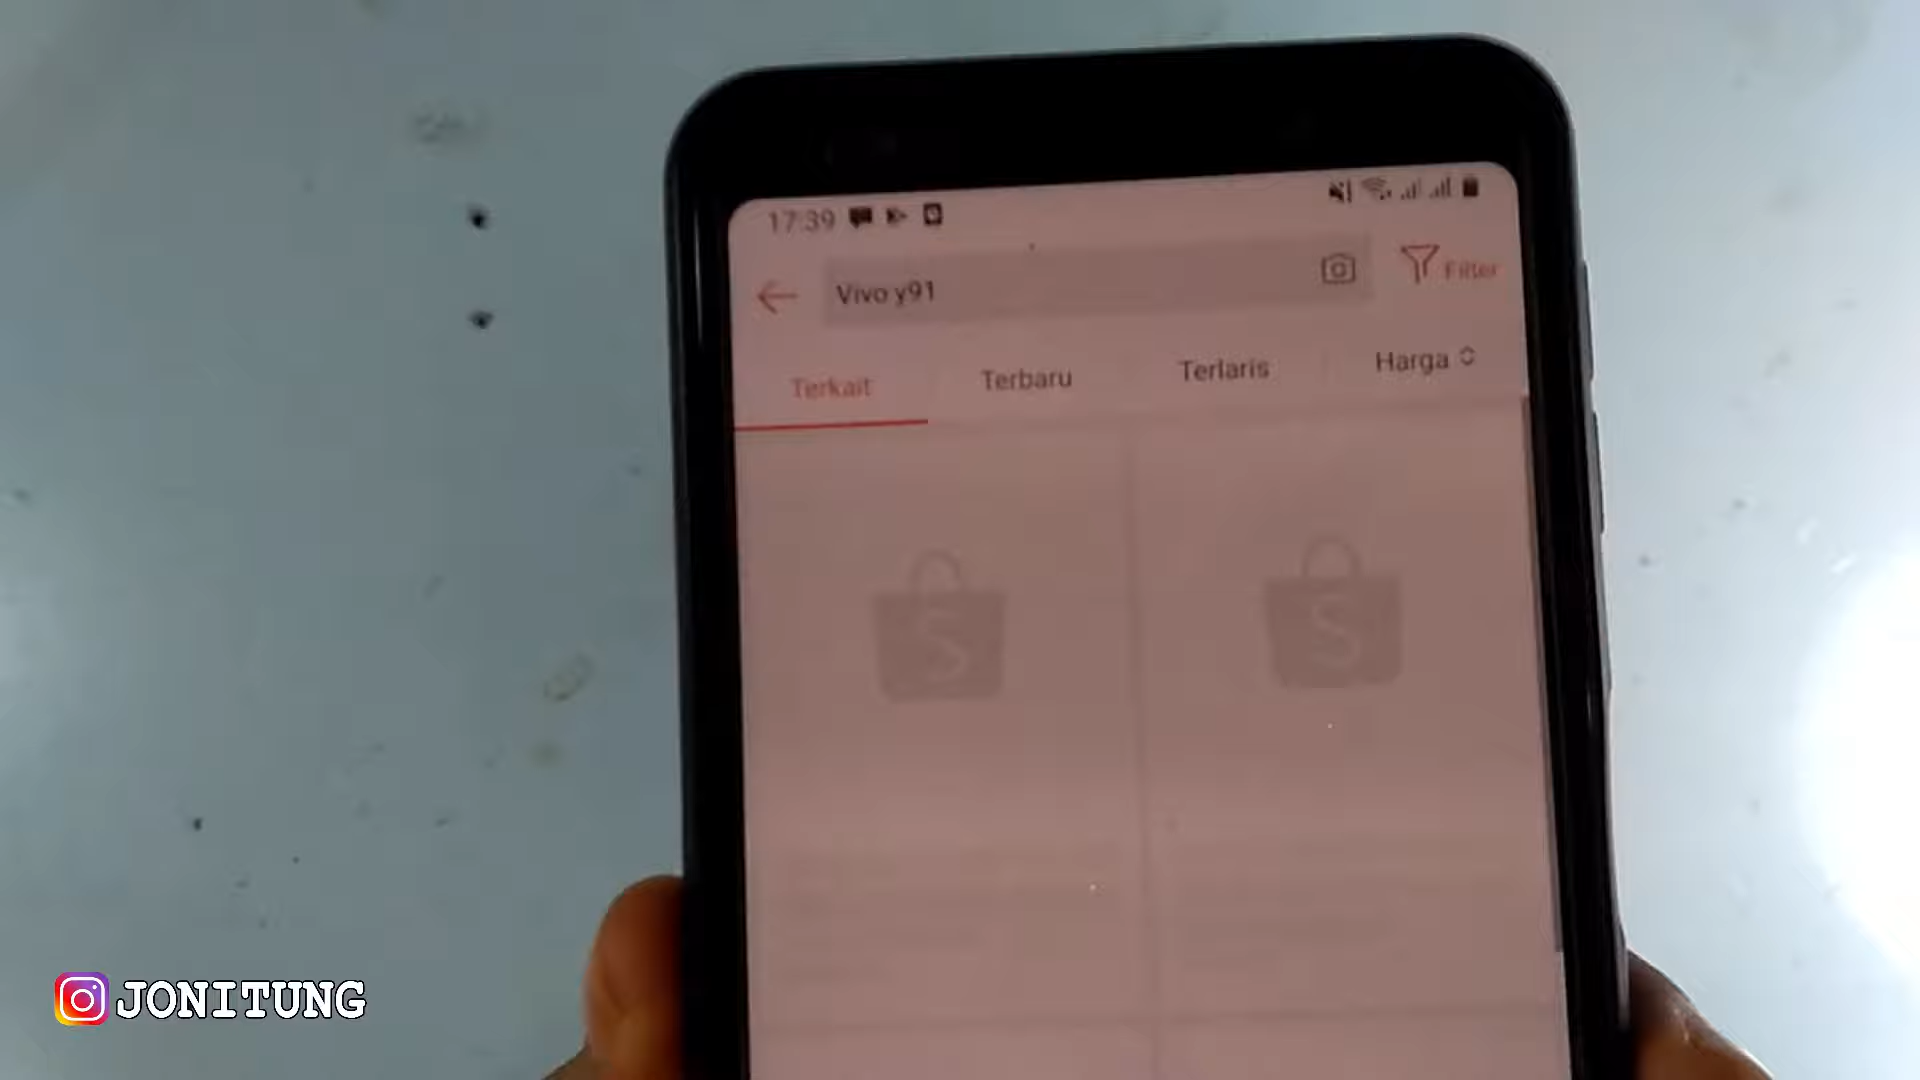 17:39
Vivo y91
Filter
Terkait
Terbaru
Terlaris
Harga
S
S
JONITUNG